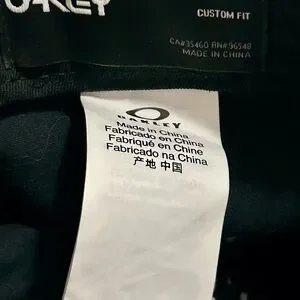 OAKLEY
CUSTOM FIT
CA#35460 RN#96548
MADE IN CHINA
OAKLEY
Made in China
Fabricado en China
Fabriqué en Chine
Fabricado na China
产地 中国